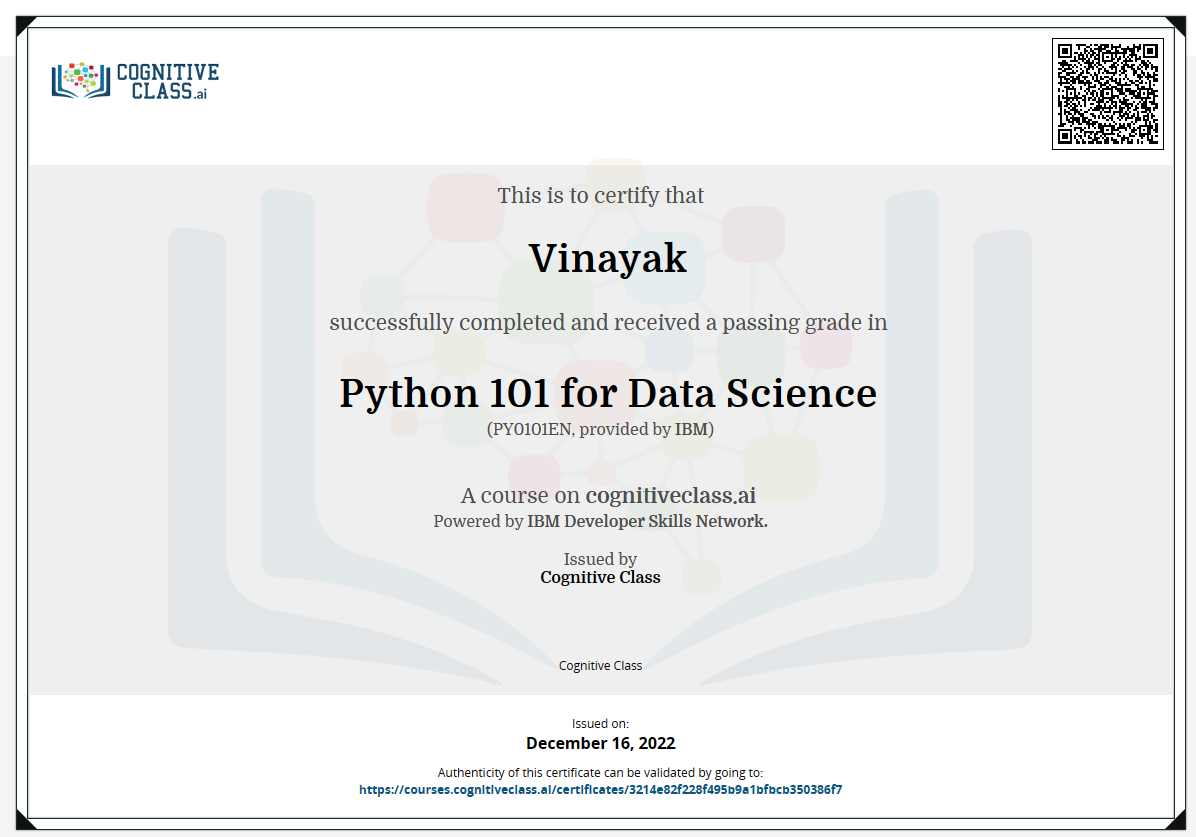 COGNITIVE
CLASS.ai
This is to certify that
Vinayak
successfully completed and received a passing grade in
Python 101 for Data Science
(PY0101EN, provided by IBM)
A course on cognitiveclass.ai
Powered by IBM Developer Skills Network.
Issued by
Cognitive Class
Cognitive Class
Issued on:
December 16, 2022
Authenticity of this certificate can be validated by going to:
https://courses.cognitiveclass.ai/certificates/3214e82f228f495b9a1bfbcb350386f7